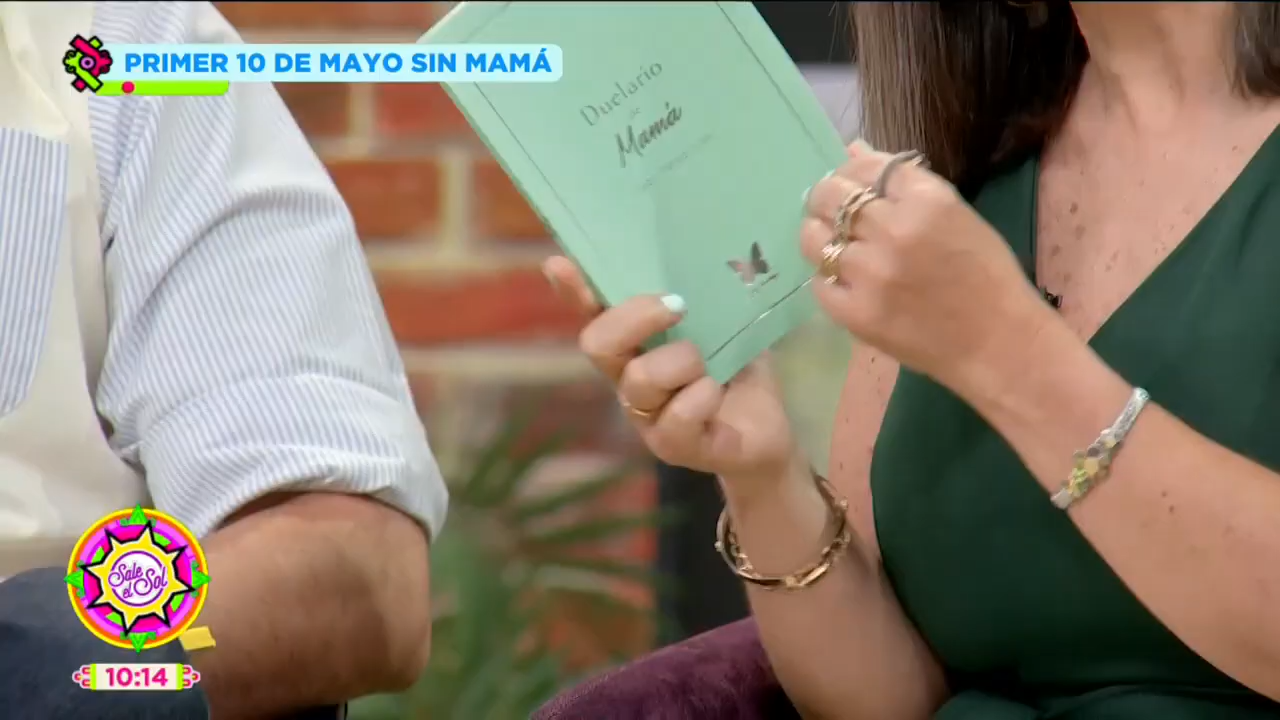 PRIMER 10 DE MAYO SIN MAMÁ
Duelario
de
Mamá
Sale
el Sol
10:14